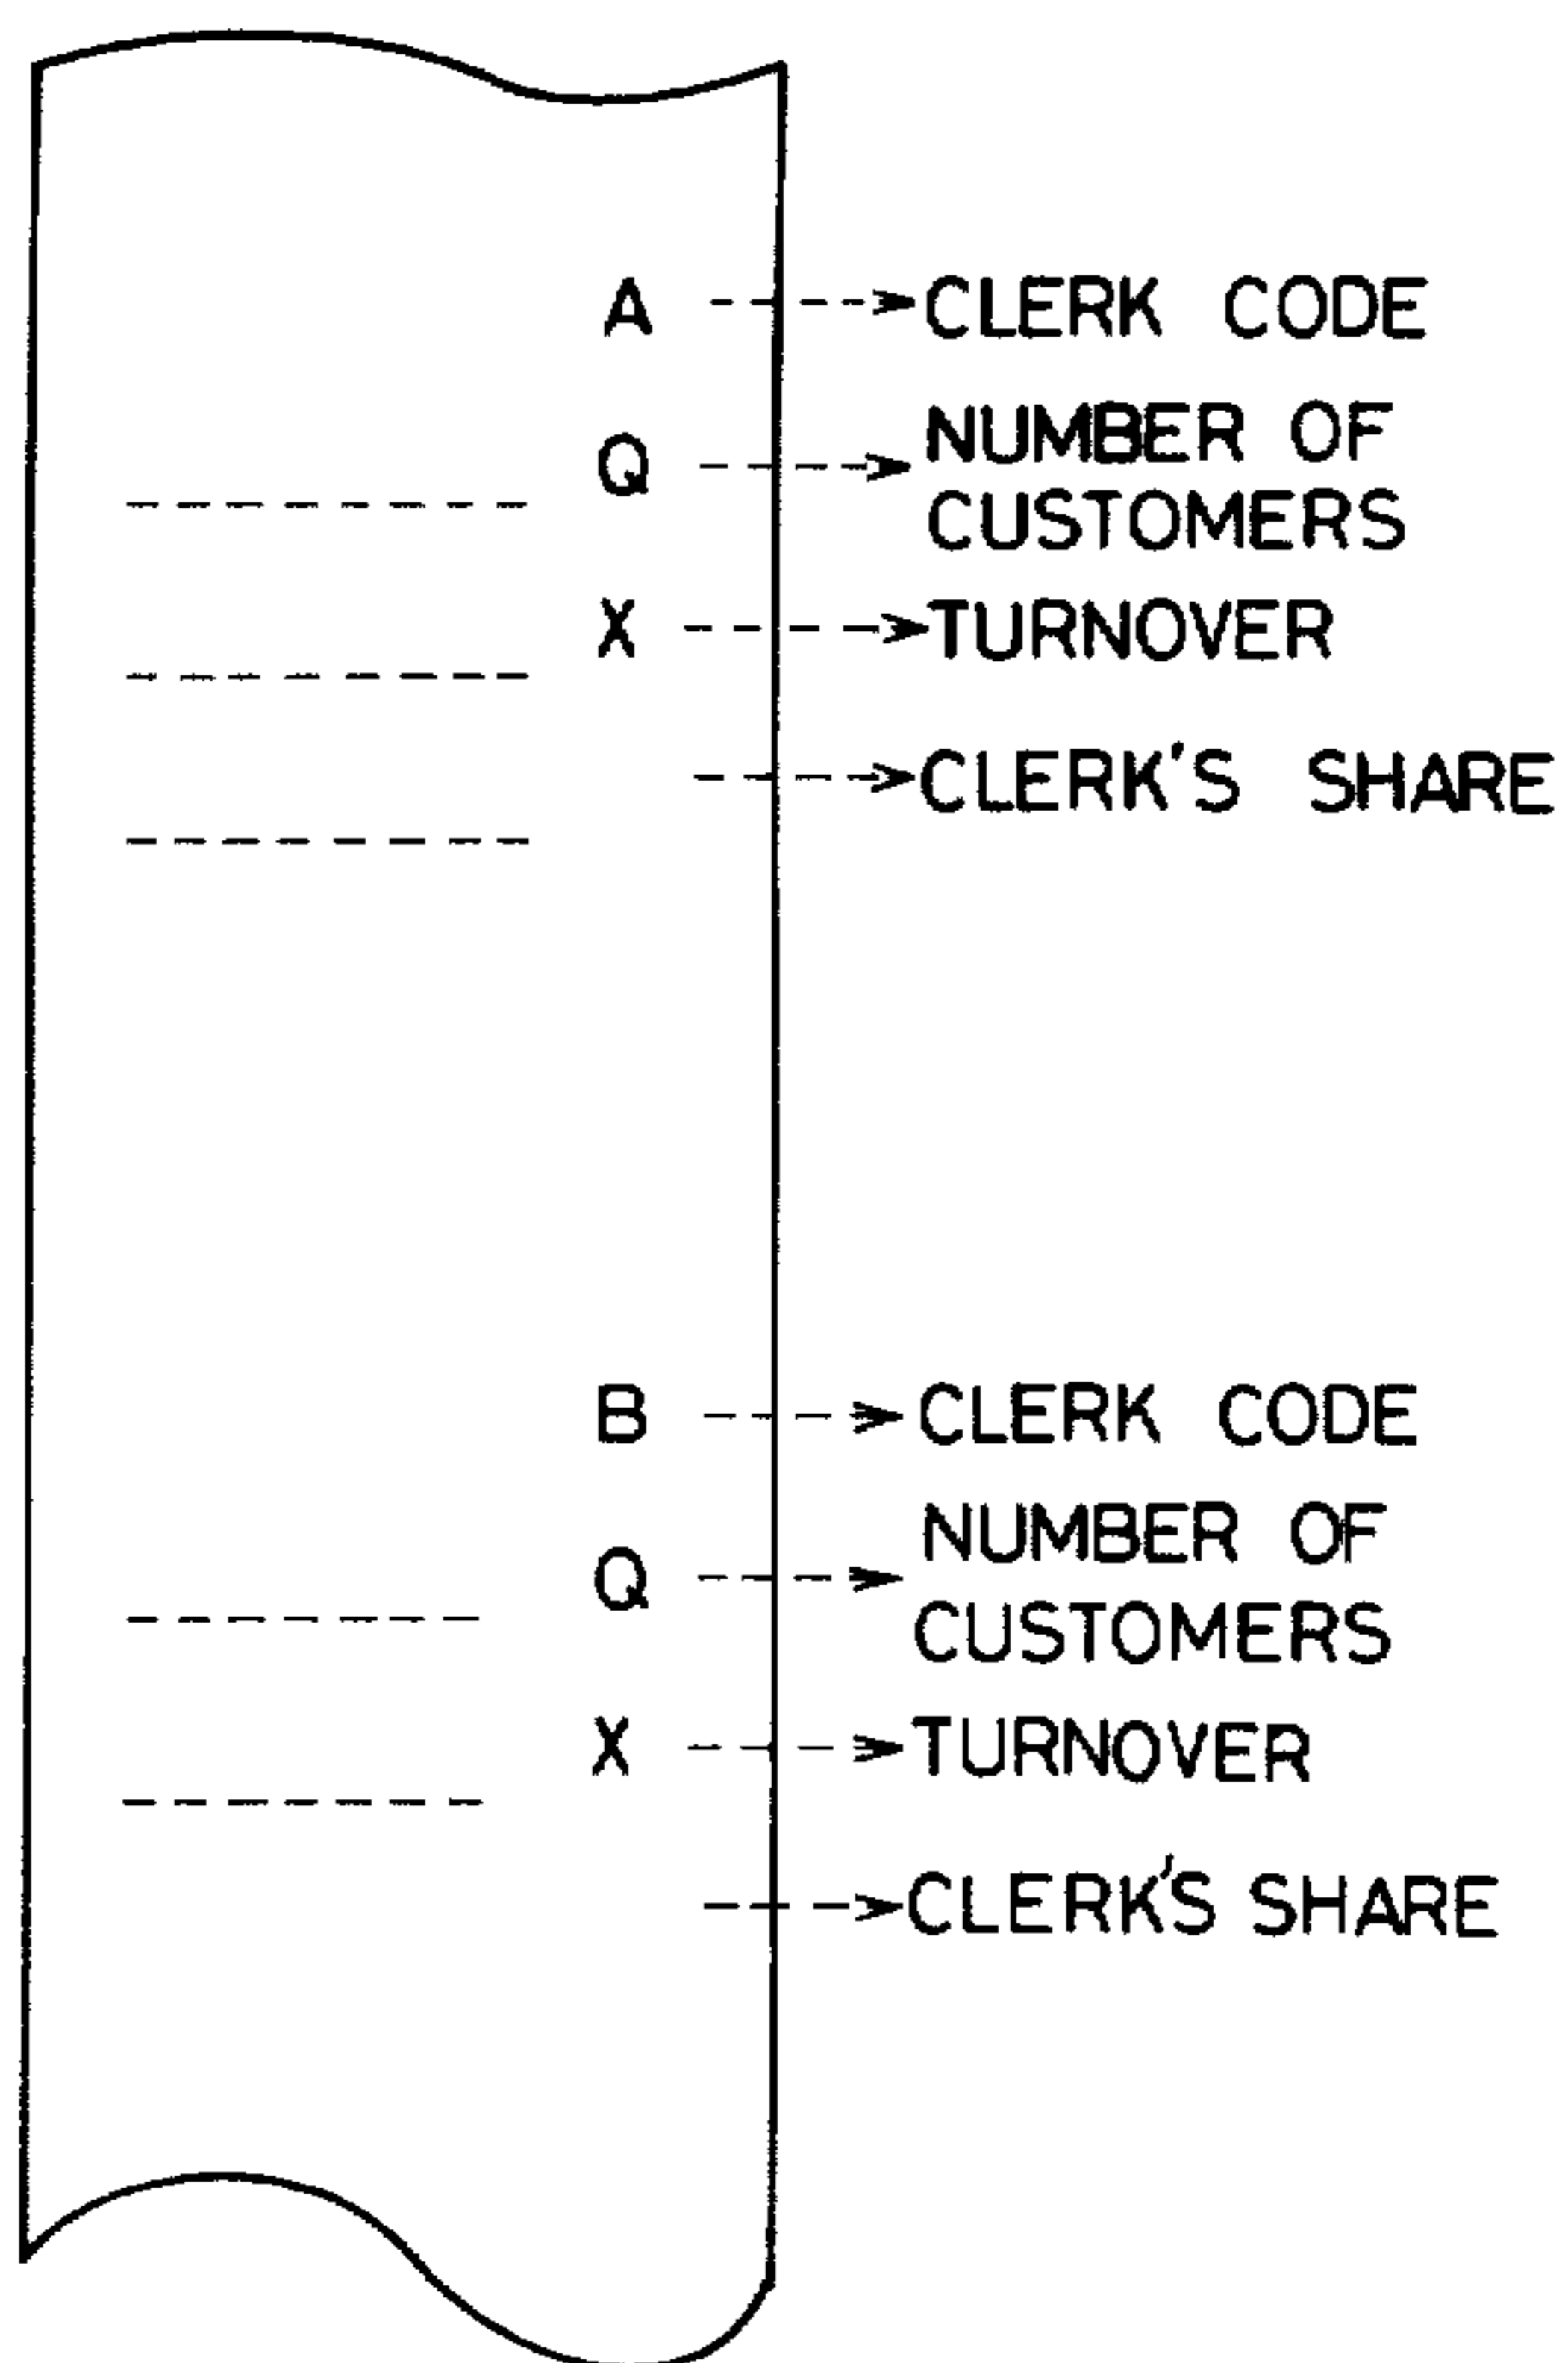 A CLERK CODE
NUMBER OF
Q
CUSTOMERS
X TURNOVER
CLERK'S SHARE
B CLERK CODE
NUMBER OF
Q
CUSTOMERS
X TURNOVER
CLERK'S SHARE